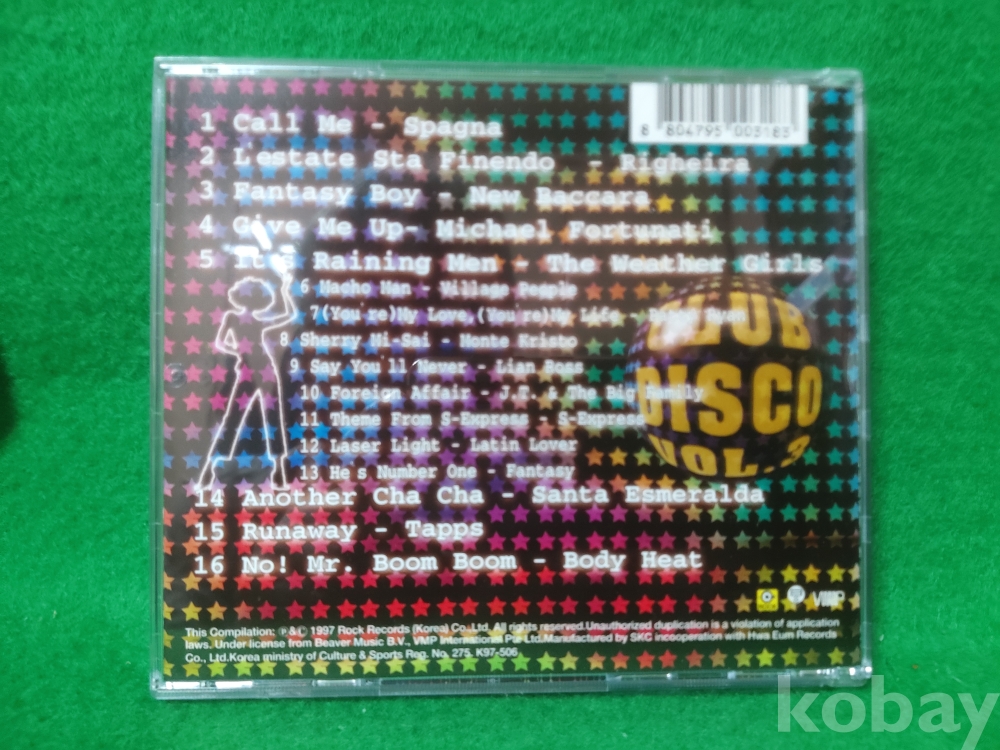 8 804795 003183
1 Call Me - Spagna
2 L'estate Sta Finendo - Righeira
3 Fantasy Boy - New Baccara
4 Give Me Up- Michael Fortunati
5 It's Raining Men - The Weather Girls
6 Macho Man - Village People
7(You're)My Love,(You're)My Life - Ryan
8 Sherry Mi-Sai - Monte Kristo
9 Say You'll Never - Lian Boss
10 Foreign Affair - J.T. & The Big Family
11 Theme From S-Express - S-Express
12 Laser Light - Latin Lover
13 He's Number One - Fantasy
14 Another Cha Cha - Santa Esmeralda
15 Runaway - Tapps
16 No! Mr. Boom Boom - Body Heat
CLUB
DISCO
VOL.3
VMP
This Compilation: ℗&© 1997 Rock Records (Korea) Co., Ltd. All rights reserved.Unauthorized duplication is a violation of application
laws. Under license from Beaver Music B.V., VMP International Pte Ltd.Manufactured by SKC incooperation with Hwa Eum Records
Co., Ltd.Korea ministry of Culture & Sports Reg. No. 275. K97-506
kobay